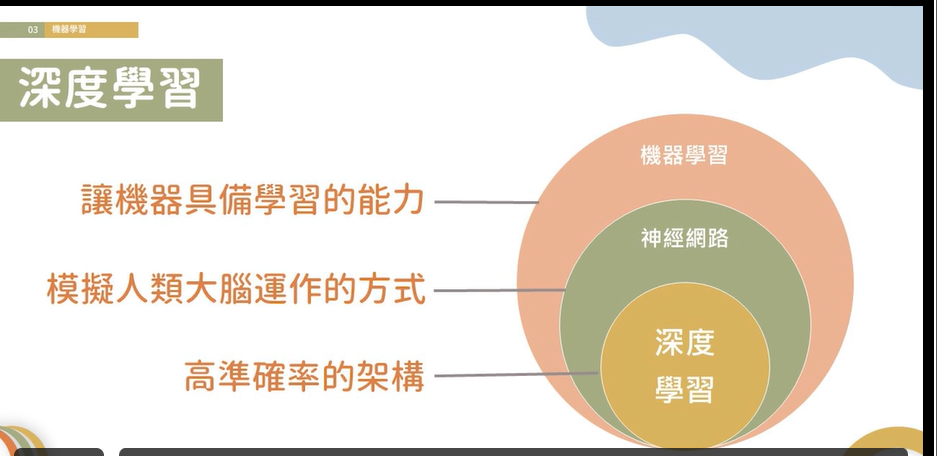 03 機器學習
深度學習
機器學習
讓機器具備學習的能力
神經網路
模擬人類大腦運作的方式
深度
學習
高準確率的架構